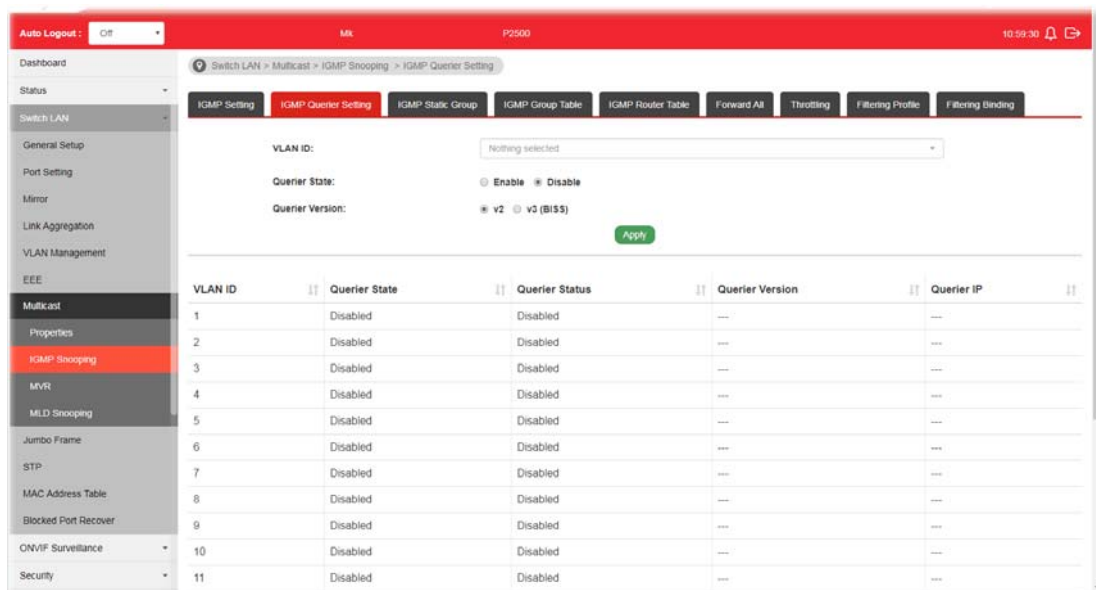 Auto Logout : Off Mk P2500 10:59:30
Dashboard
Status
Switch LAN
General Setup
Port Setting
Mirror
Link Aggregation
VLAN Management
EEE
Multicast
Properties
IGMP Snooping
MVR
MLD Snooping
Jumbo Frame
STP
MAC Address Table
Blocked Port Recover
ONVIF Surveillance
Security
Switch LAN > Multicast > IGMP Snooping > IGMP Querier Setting
IGMP Setting IGMP Querier Setting IGMP Static Group IGMP Group Table IGMP Router Table Forward All Throttling Filtering Profile Filtering Binding
VLAN ID: Nothing selected
Querier State: Enable Disable
Querier Version: v2 v3 (BISS)
Apply
VLAN ID Querier State Querier Status Querier Version Querier IP
1 Disabled Disabled --- ---
2 Disabled Disabled --- ---
3 Disabled Disabled --- ---
4 Disabled Disabled --- ---
5 Disabled Disabled --- ---
6 Disabled Disabled --- ---
7 Disabled Disabled --- ---
8 Disabled Disabled --- ---
9 Disabled Disabled --- ---
10 Disabled Disabled --- ---
11 Disabled Disabled --- ---